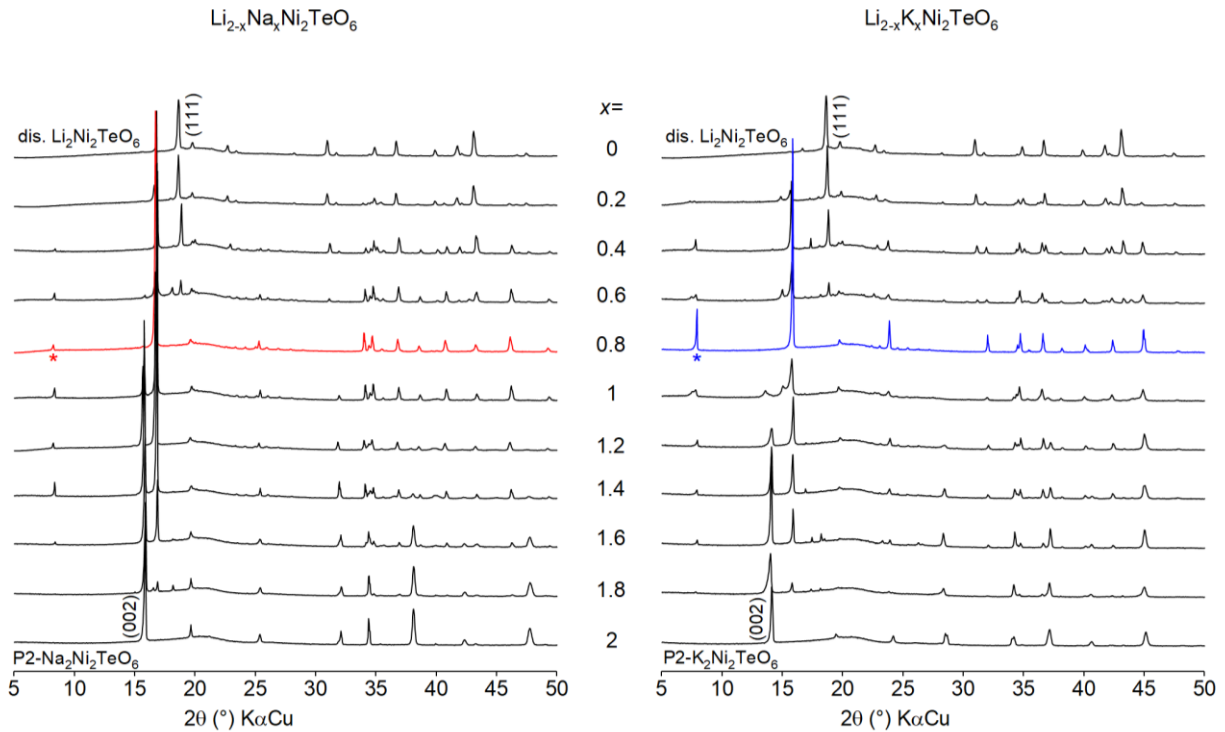 Li₂₋ₓNaₓNi₂TeO₆
Li₂₋ₓKₓNi₂TeO₆
dis. Li₂Ni₂TeO₆
(111)
x=
0
0.2
0.4
0.6
0.8
1
1.2
1.4
1.6
1.8
2
*
(002)
P2-Na₂Ni₂TeO₆
5 10 15 20 25 30 35 40 45 50
2θ (°) KαCu
dis. Li₂Ni₂TeO₆
(111)
*
(002)
P2-K₂Ni₂TeO₆
5 10 15 20 25 30 35 40 45 50
2θ (°) KαCu